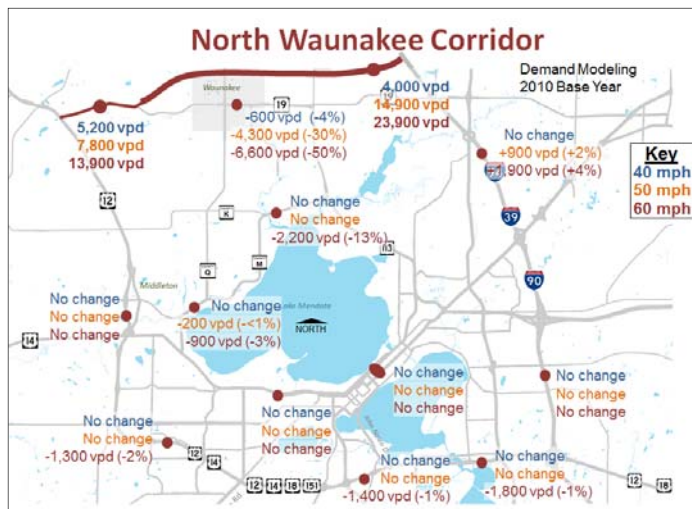 North Waunakee Corridor
Demand Modeling
2010 Base Year
Waunakee
19
-600 vpd (-4%)
-4,300 vpd (-30%)
-6,600 vpd (-50%)
4,000 vpd
14,900 vpd
23,900 vpd
19
5,200 vpd
7,800 vpd
13,900 vpd
No change
+900 vpd (+2%)
+1,900 vpd (+4%)
Key
40 mph
50 mph
60 mph
12
K
No change
No change
-2,200 vpd (-13%)
39
90
113
M
Q
Middleton
No change
No change
No change
14
No change
-200 vpd (-<1%)
-900 vpd (-3%)
Lake Mendota
NORTH
No change
No change
No change
No change
No change
No change
No change
No change
No change
No change
No change
-1,300 vpd (-2%)
12
14
12
14
18
151
Rd
No change
No change
-1,400 vpd (-1%)
No change
No change
-1,800 vpd (-1%)
12
18